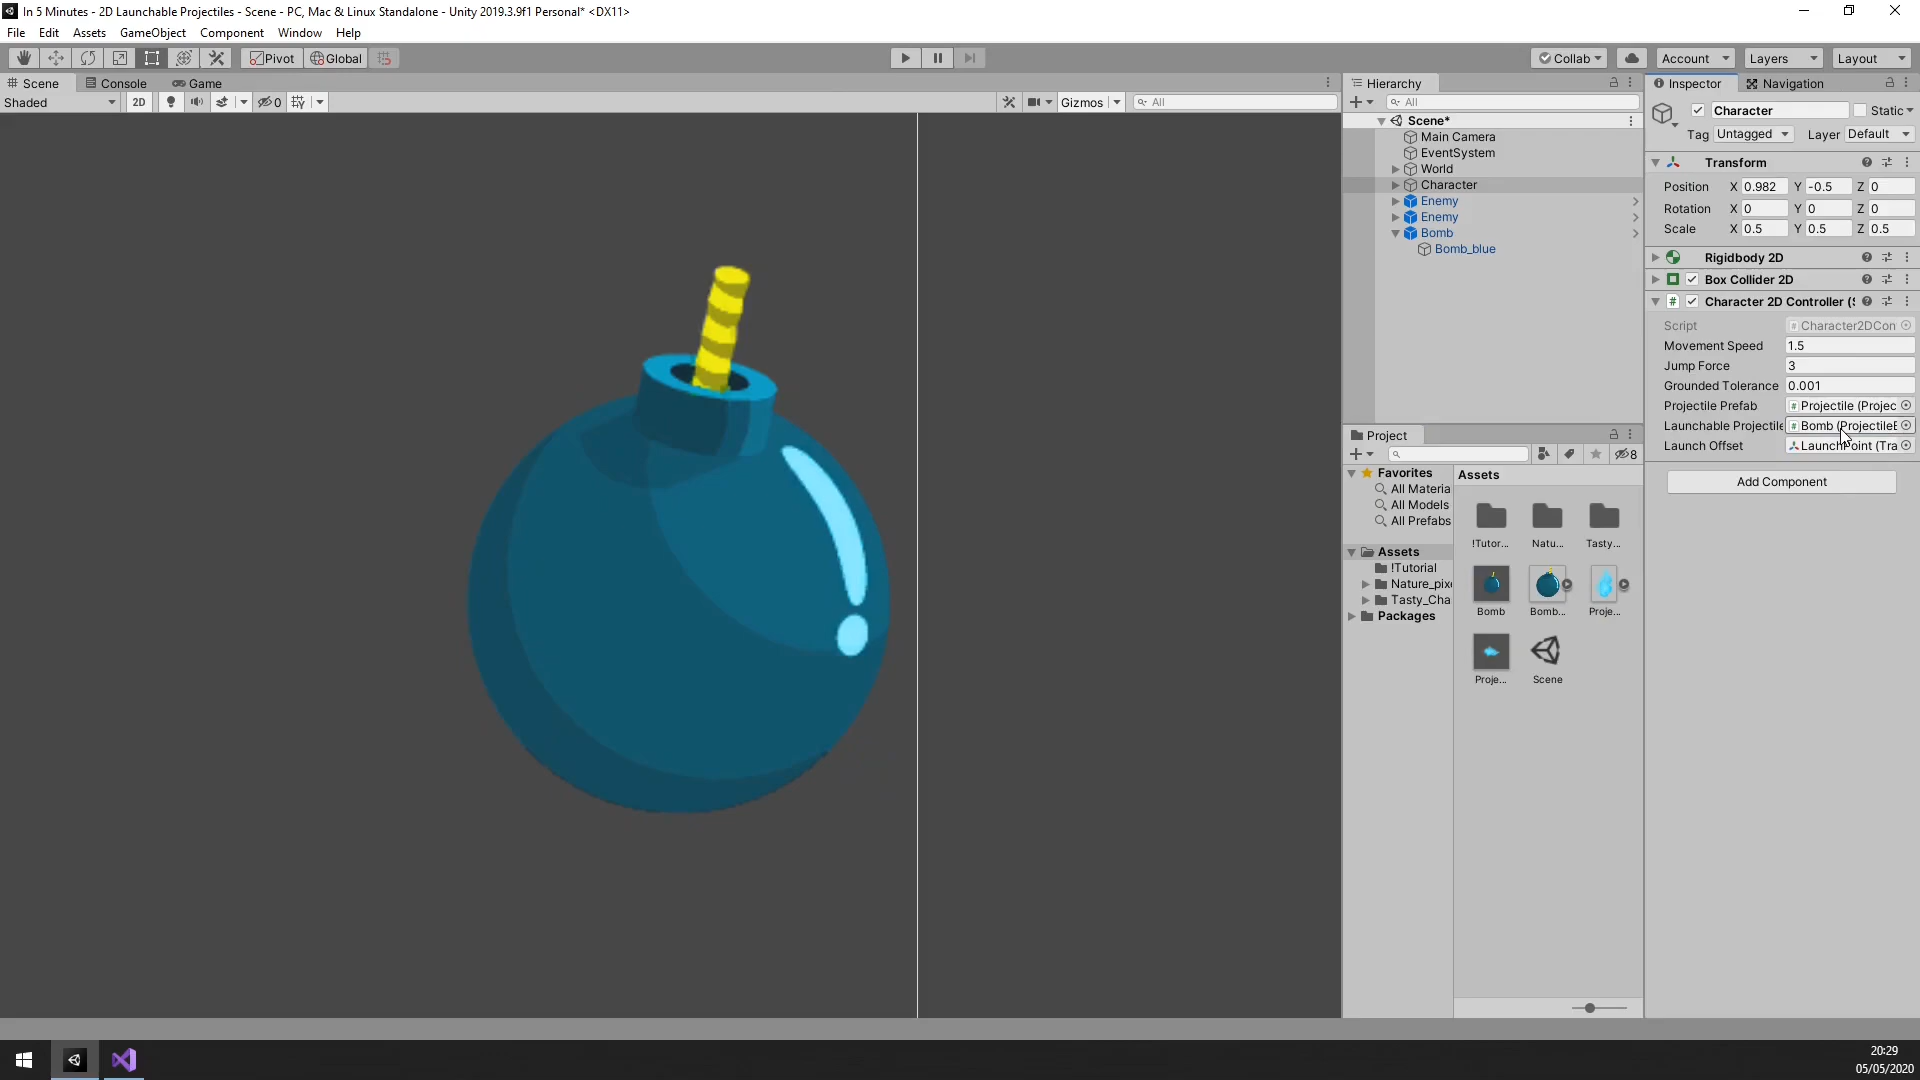 In 5 Minutes - 2D Launchable Projectiles - Scene - PC, Mac & Linux Standalone - Unity 2019.3.9f1 Personal* <DX11>
File Edit Assets GameObject Component Window Help
Pivot Global Collab Account Layers Layout
Scene Console Game
Shaded 2D 0 Gizmos All
Hierarchy
All
Scene*
Main Camera
EventSystem
World
Character
Enemy
Enemy
Bomb
Bomb_blue
Project
8
Favorites
All Materia
All Models
All Prefabs
Assets
!Tutorial
Nature_pix
Tasty_Cha
Packages
Assets
!Tutor... Natu... Tasty...
Bomb Bomb... Proje...
Proje... Scene
Inspector Navigation
Character Static
Tag Untagged Layer Default
Transform
Position X 0.982 Y -0.5 Z 0
Rotation X 0 Y 0 Z 0
Scale X 0.5 Y 0.5 Z 0.5
Rigidbody 2D
Box Collider 2D
Character 2D Controller (S
Script Character2DCon
Movement Speed 1.5
Jump Force 3
Grounded Tolerance 0.001
Projectile Prefab Projectile (Projec
Launchable Projectile Bomb (ProjectileB
Launch Offset LaunchPoint (Tra
Add Component
20:29
05/05/2020